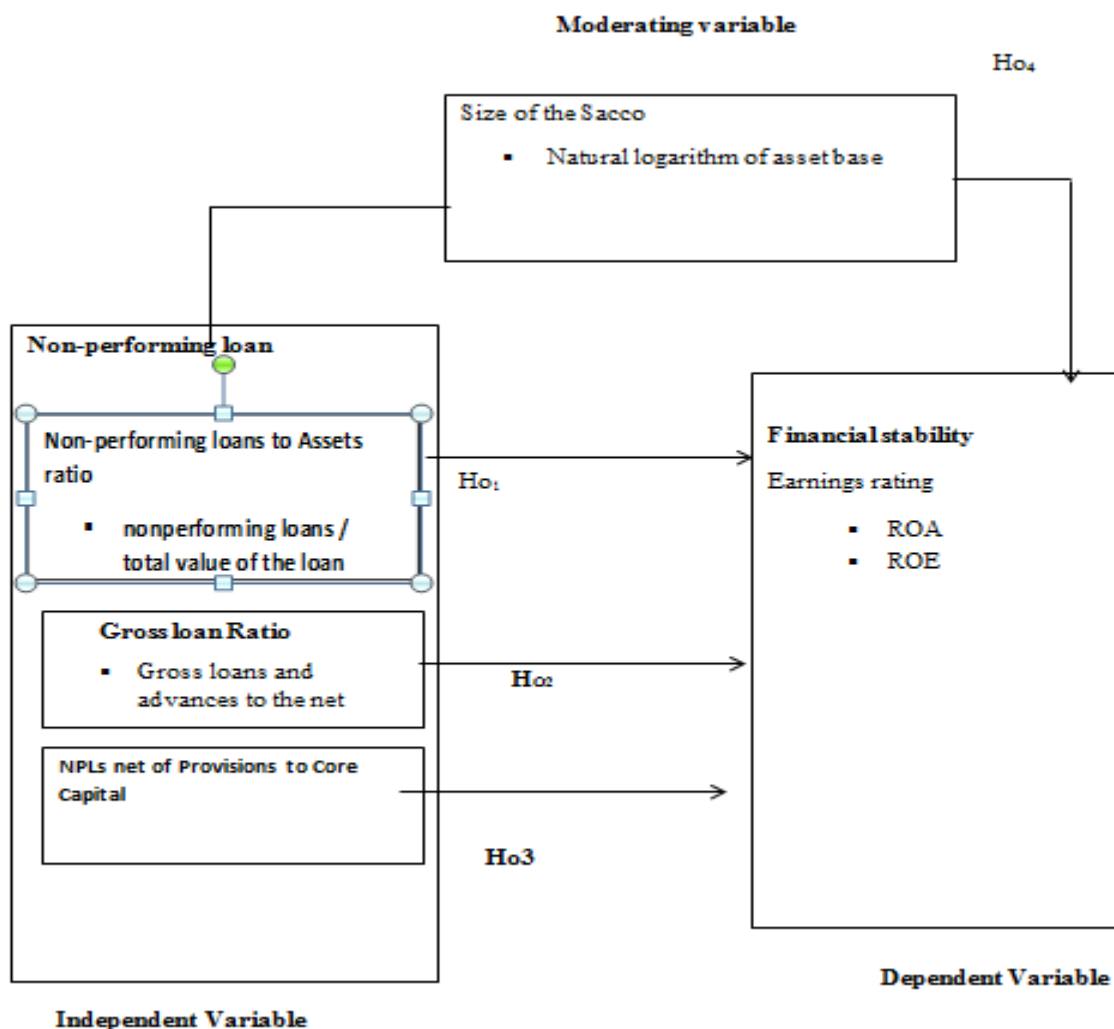 Moderating variable
Ho₄
Size of the Sacco
▪ Natural logarithm of asset base
Non-performing loan
Non-performing loans to Assets
ratio
▪ nonperforming loans /
total value of the loan
Ho₁
Financial stability
Earnings rating
▪ ROA
▪ ROE
Gross loan Ratio
▪ Gross loans and
advances to the net
Ho₂
NPLs net of Provisions to Core
Capital
Ho3
Dependent Variable
Independent Variable